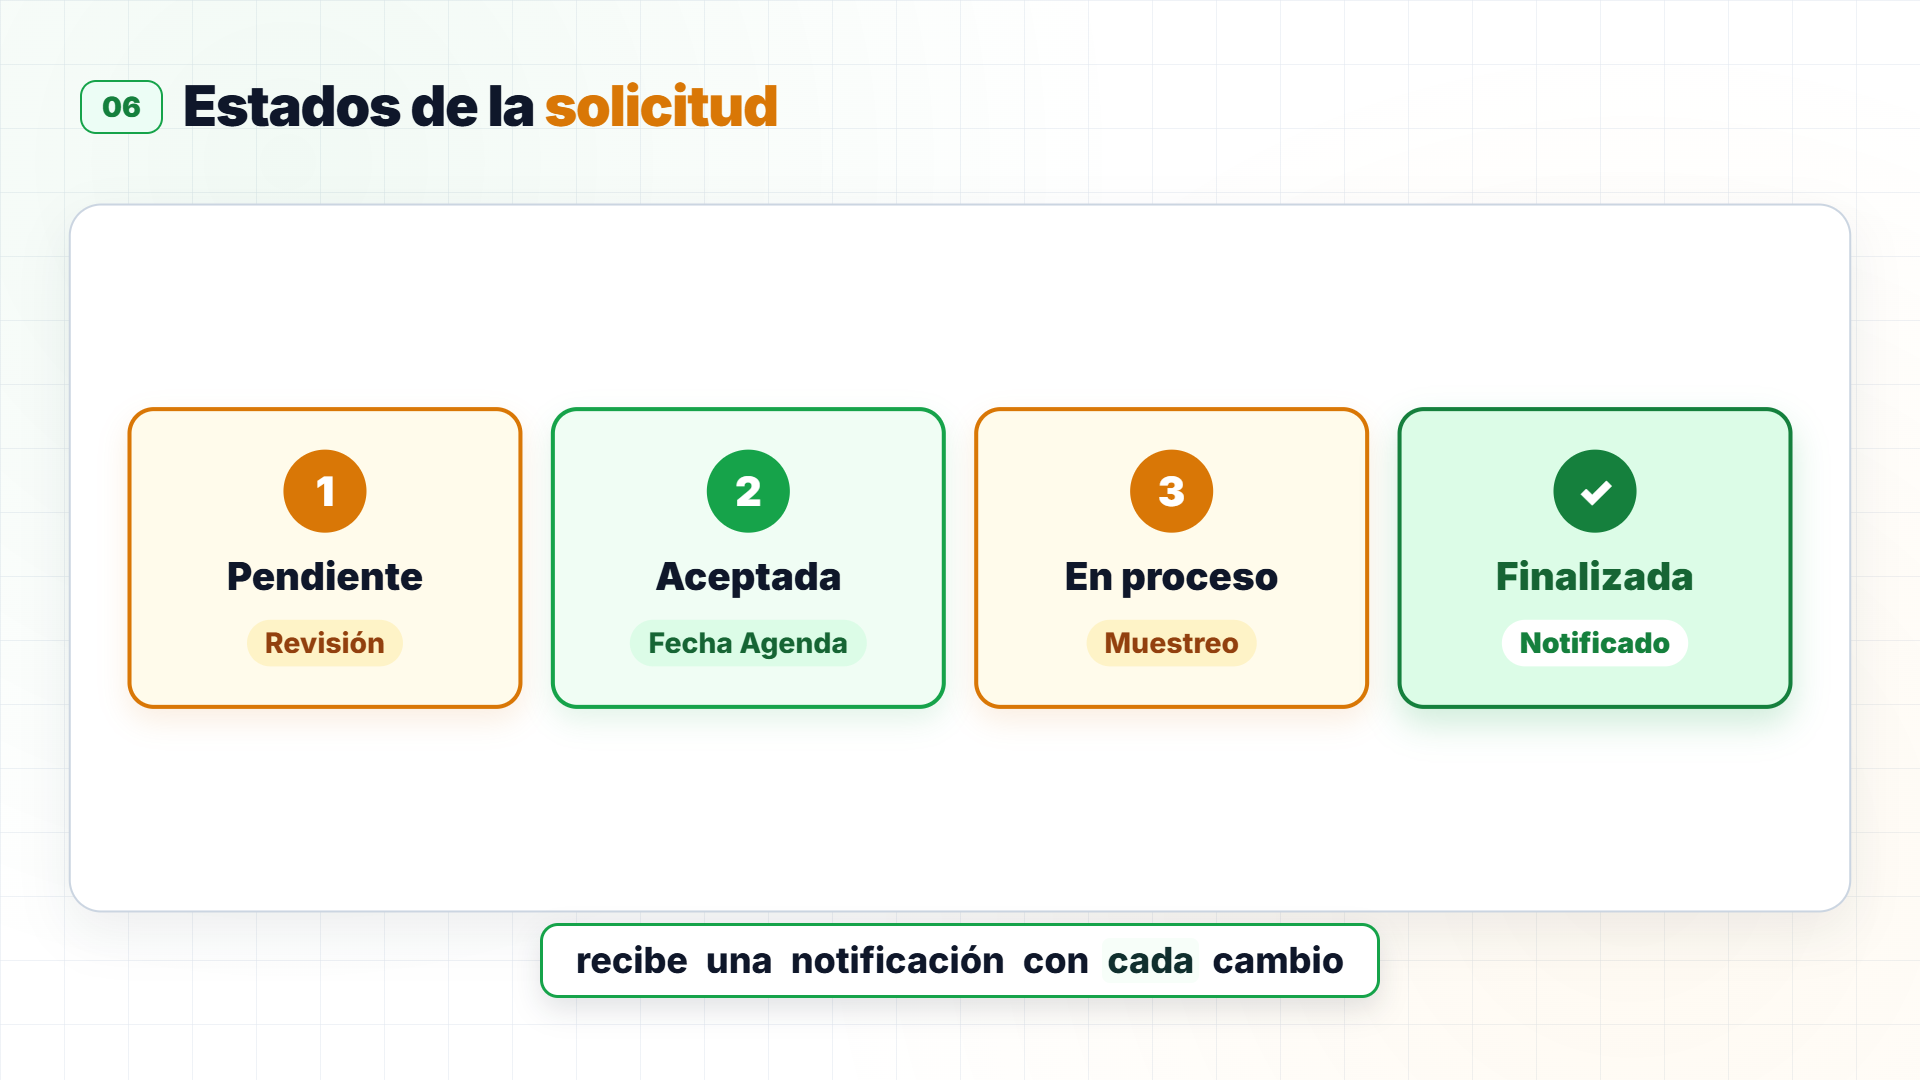 06
Estados de la solicitud
1
Pendiente
Revisión
2
Aceptada
Fecha Agenda
3
En proceso
Muestreo
Finalizada
Notificado
recibe una notificación con cada cambio